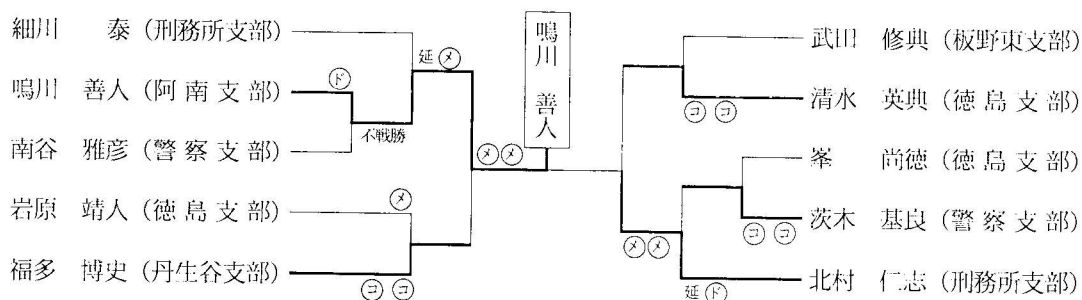 細川 泰(刑務所支部)
鳴川 善人(阿南支部)
南谷 雅彦(警察支部)
岩原 靖人(徳島支部)
福多 博史(丹生谷支部)
ド
不戦勝
延メ
メ
ココ
メメ
鳴川 善人
武田 修典(板野東支部)
清水 英典(徳島支部)
峯 尚徳(徳島支部)
茨木 基良(警察支部)
北村 仁志(刑務所支部)
ココ
ココ
メメ
延ド